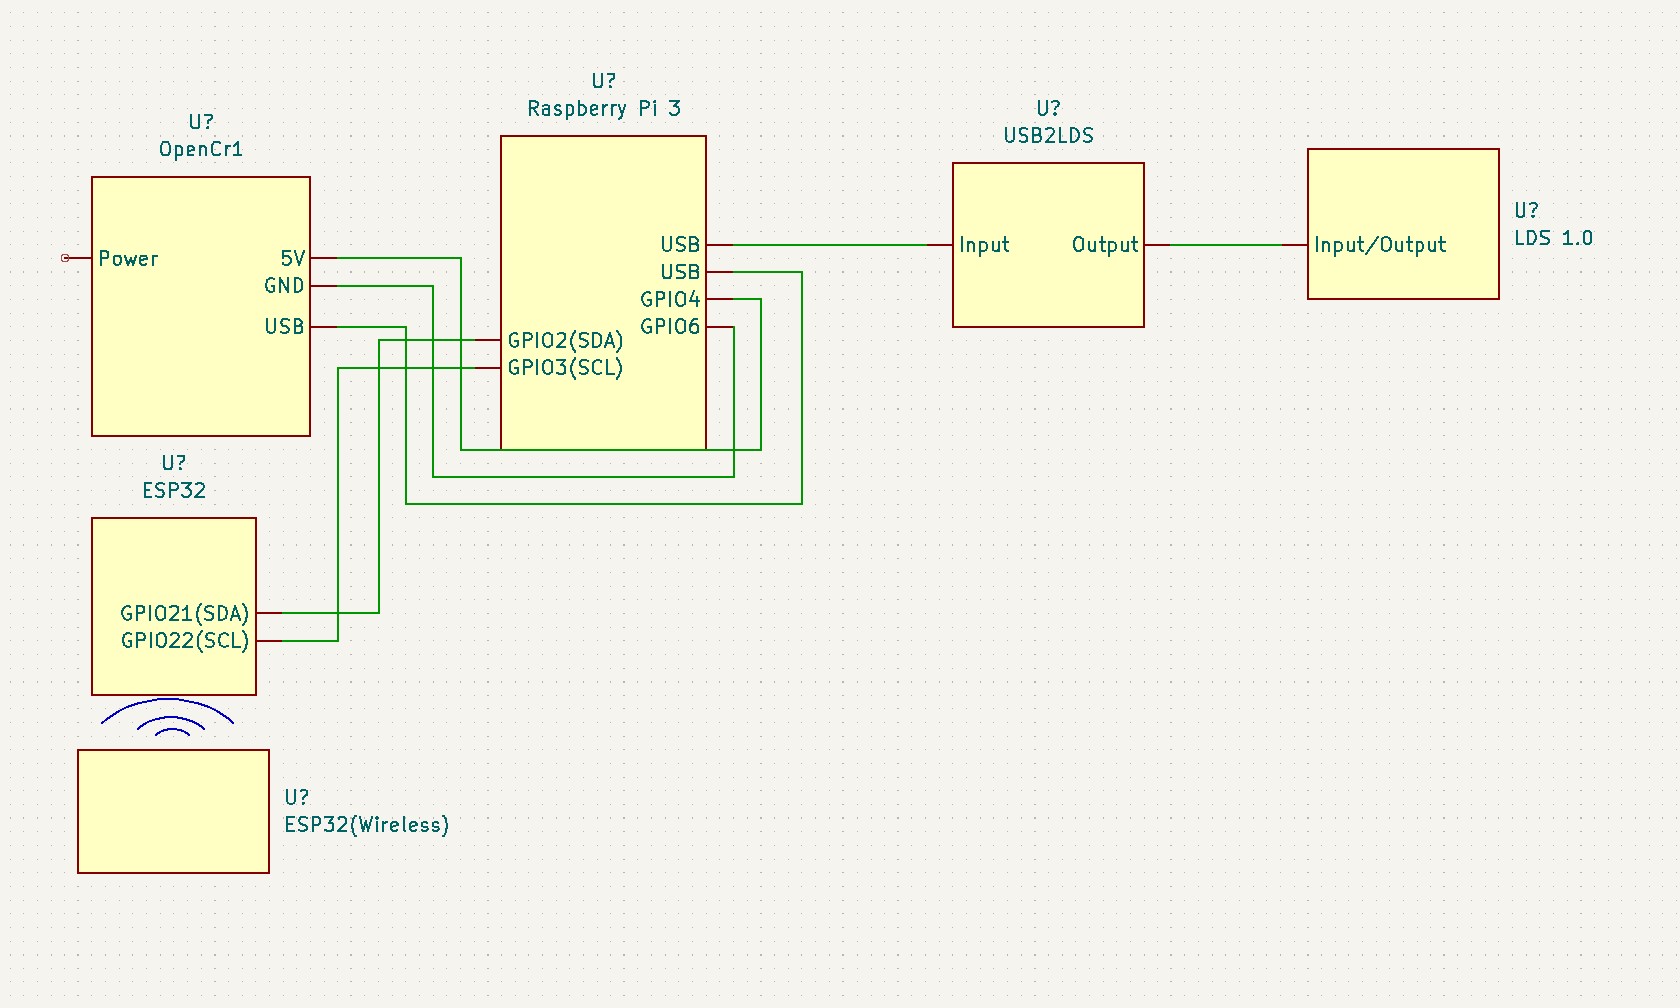 U?
OpenCr1
Power
5V
GND
USB
U?
Raspberry Pi 3
USB
USB
GPIO4
GPIO6
GPIO2(SDA)
GPIO3(SCL)
U?
USB2LDS
Input
Output
Input/Output
U?
LDS 1.0
U?
ESP32
GPIO21(SDA)
GPIO22(SCL)
U?
ESP32(Wireless)